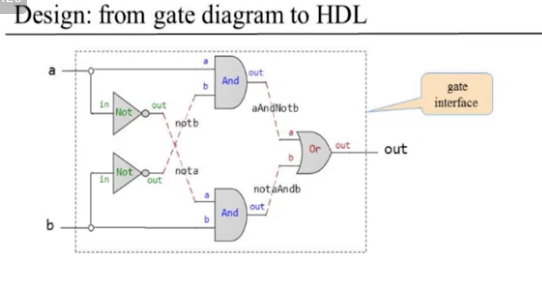 Design: from gate diagram to HDL
a
a
b
And
out
in
Not
out
notb
aAndNotb
gate
interface
a
b
Or
out
out
in
Not
out
nota
notaAndb
a
b
And
out
b